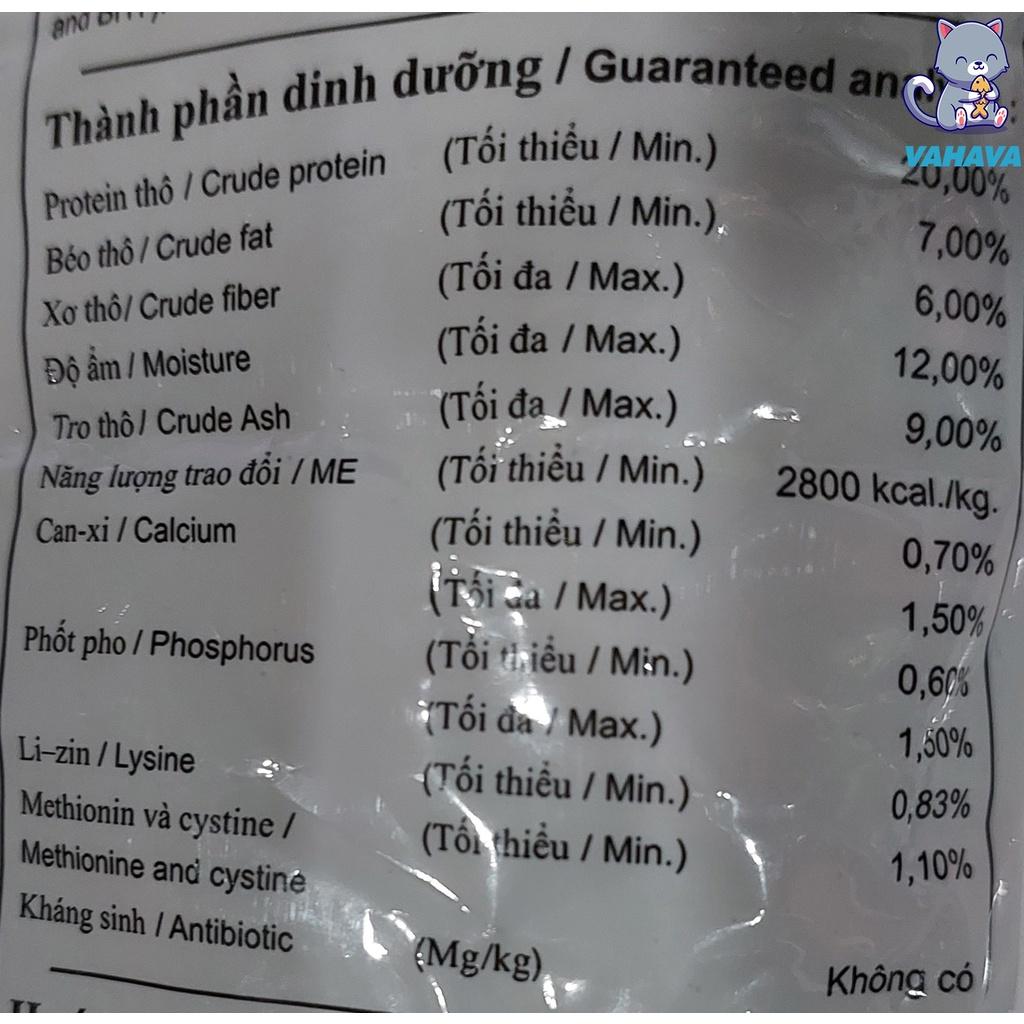 Thành phần dinh dưỡng / Guaranteed
VAHAVA
Protein thô / Crude protein (Tối thiểu / Min.) 20,00%
Béo thô / Crude fat (Tối thiểu / Min.) 7,00%
Xơ thô/ Crude fiber (Tối đa / Max.) 6,00%
Độ ẩm / Moisture (Tối đa / Max.) 12,00%
Tro thô / Crude Ash (Tối đa / Max.) 9,00%
Năng lượng trao đổi / ME (Tối thiểu / Min.) 2800 kcal./kg.
Can-xi / Calcium (Tối thiểu / Min.) 0,70%
(Tối đa / Max.) 1,50%
Phốt pho / Phosphorus (Tối thiểu / Min.) 0,60%
(Tối đa / Max.) 1,50%
Li–zin / Lysine (Tối thiểu / Min.) 0,83%
Methionin và cystine / (Tối thiểu / Min.) 1,10%
Methionine and cystine
Kháng sinh / Antibiotic (Mg/kg) Không có